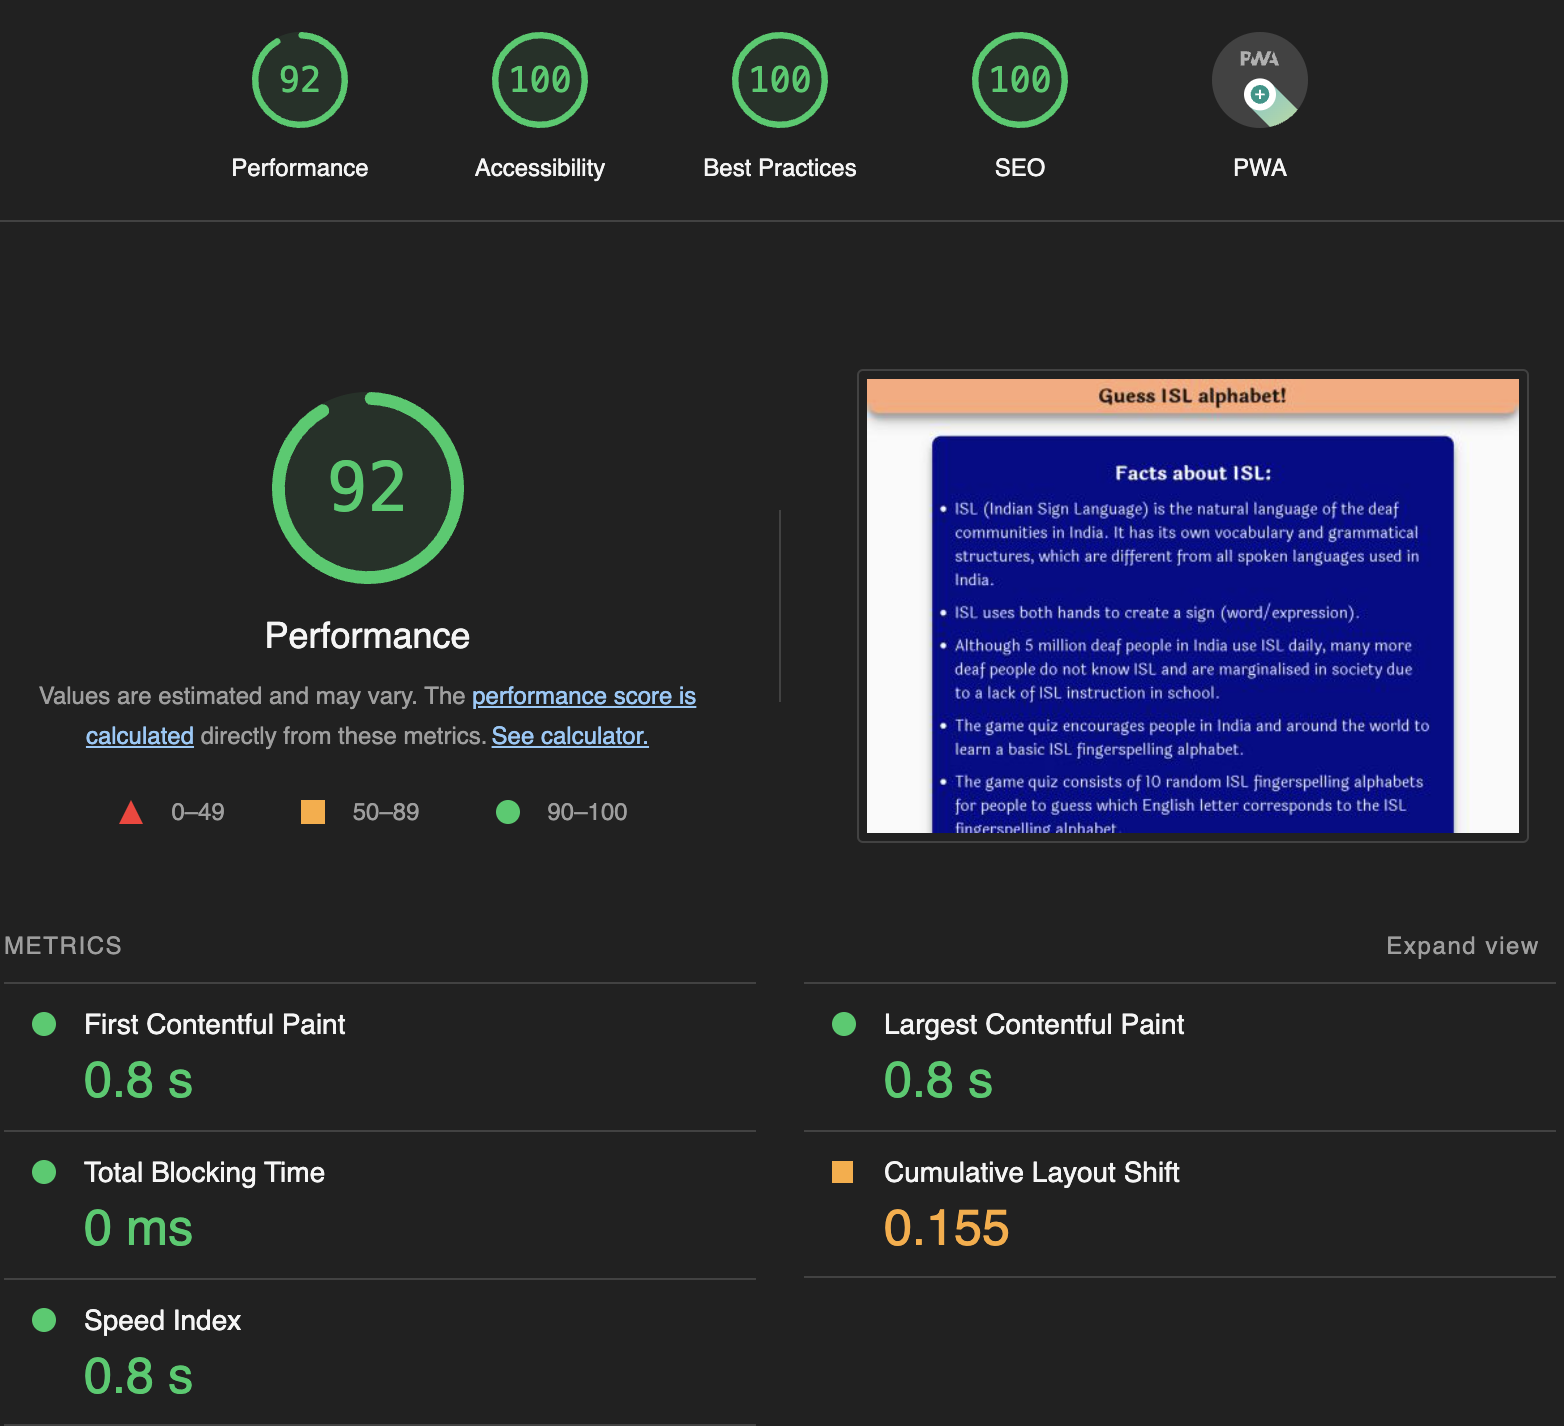 92
100
100
100
PWA
Performance
Accessibility
Best Practices
SEO
PWA
92
Performance
Values are estimated and may vary. The performance score is
calculated directly from these metrics. See calculator.
0–49
50–89
90–100
Guess ISL alphabet!
Facts about ISL:
• ISL (Indian Sign Language) is the natural language of the deaf
communities in India. It has its own vocabulary and grammatical
structures, which are different from all spoken languages used in
India.
• ISL uses both hands to create a sign (word/expression).
• Although 5 million deaf people in India use ISL daily, many more
deaf people do not know ISL and are marginalised in society due
to a lack of ISL instruction in school.
• The game quiz encourages people in India and around the world to
learn a basic ISL fingerspelling alphabet.
• The game quiz consists of 10 random ISL fingerspelling alphabets
for people to guess which English letter corresponds to the ISL
fingerspelling alphabet.
METRICS
Expand view
First Contentful Paint
0.8 s
Largest Contentful Paint
0.8 s
Total Blocking Time
0 ms
Cumulative Layout Shift
0.155
Speed Index
0.8 s